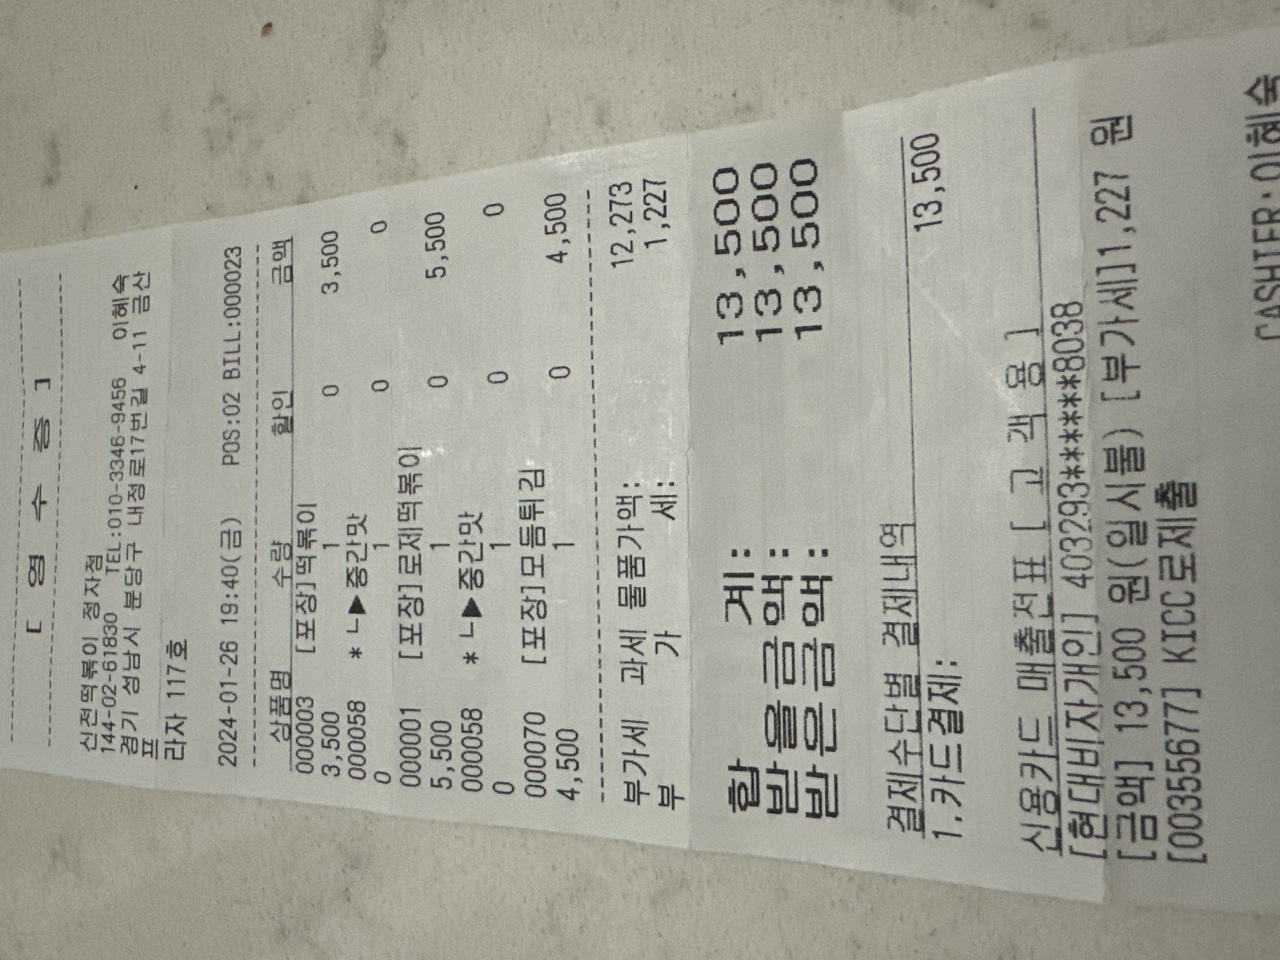 [ 영 수 증 ]
신전떡볶이 정자점
144-02-61830 TEL:010-3346-9456 이혜숙
경기 성남시 분당구 내정로17번길 4-11 금산
프
라자 117호
2024-01-26 19:40(금) POS:02 BILL:000023
상품명 수량 할인 금액
000003 [포장]떡볶이
3,500 1 0 3,500
000058 * ㄴ▶중간맛
0 1 0 0
000001 [포장]로제떡볶이
5,500 1 0 5,500
000058 * ㄴ▶중간맛
0 1 0 0
000070 [포장]모듬튀김
4,500 1 0 4,500
부가세 과세 물품가액: 12,273
부 가 세: 1,227
합 계: 13,500
받을금액: 13,500
받은금액: 13,500
결제수단별 결제내역
1.카드결제: 13,500
신용카드 매출전표 [ 고 객 용 ]
[현대비자개인] 403293******8038
[금액] 13,500 원(일시불) [부가세]1,227 원
[00355677] KICC로제출
CASHIER:이혜숙